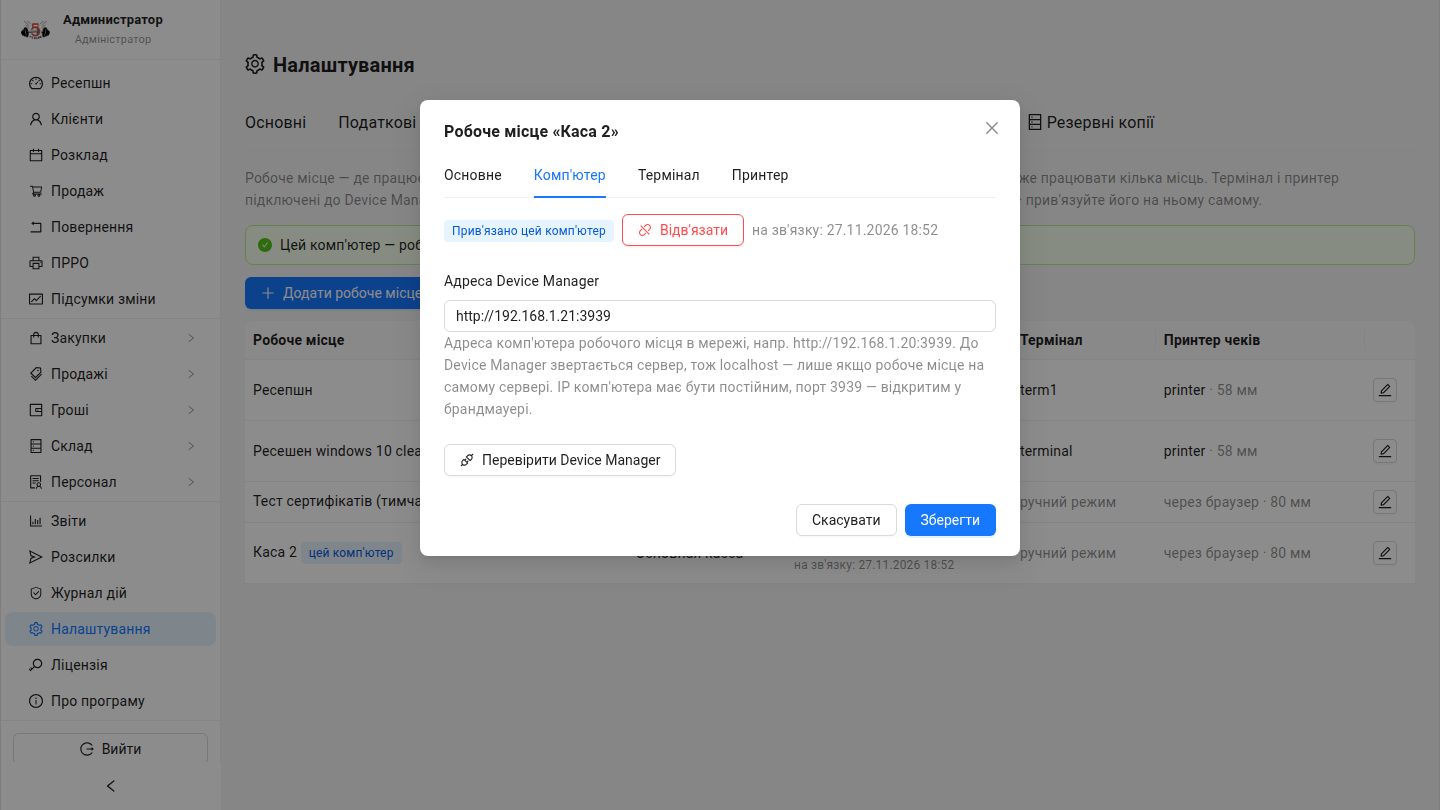 Администратор
Адміністратор
Ресепшн
Клієнти
Розклад
Продаж
Повернення
ПРРО
Підсумки зміни
Закупки
Продажі
Гроші
Склад
Персонал
Звіти
Розсилки
Журнал дій
Налаштування
Ліцензія
Про програму
Вийти
Налаштування
Основні
Податкові
Резервні копії
Робоче місце — де працю
же працювати кілька місць. Термінал і принтер
підключені до Device Man
прив'язуйте його на ньому самому.
Цей комп'ютер — роб
Додати робоче місце
Робоче місце
Термінал
Принтер чеків
Ресепшн
term1
printer · 58 мм
Ресешен windows 10 clea
terminal
printer · 58 мм
Тест сертифікатів (тимча
ручний режим
через браузер · 80 мм
Каса 2
цей комп'ютер
на зв'язку: 27.11.2026 18:52
ручний режим
через браузер · 80 мм
Робоче місце «Каса 2»
Основне
Комп'ютер
Термінал
Принтер
Прив'язано цей комп'ютер
Відв'язати
на зв'язку: 27.11.2026 18:52
Адреса Device Manager
http://192.168.1.21:3939
Адреса комп'ютера робочого місця в мережі, напр. http://192.168.1.20:3939. До
Device Manager звертається сервер, тож localhost — лише якщо робоче місце на
самому сервері. IP комп'ютера має бути постійним, порт 3939 — відкритим у
брандмауері.
Перевірити Device Manager
Скасувати
Зберегти